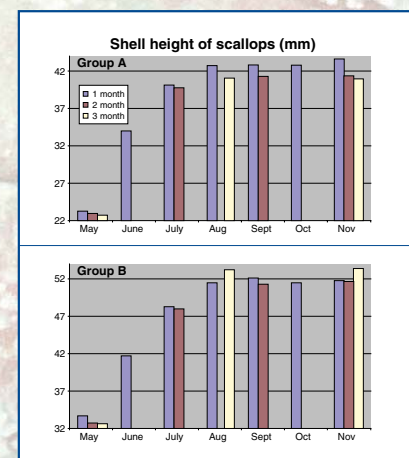 Shell height of scallops (mm)
Group A
42
37
32
27
22
1 month
2 month
3 month
May June July Aug Sept Oct Nov
Group B
52
47
42
37
32
May June July Aug Sept Oct Nov